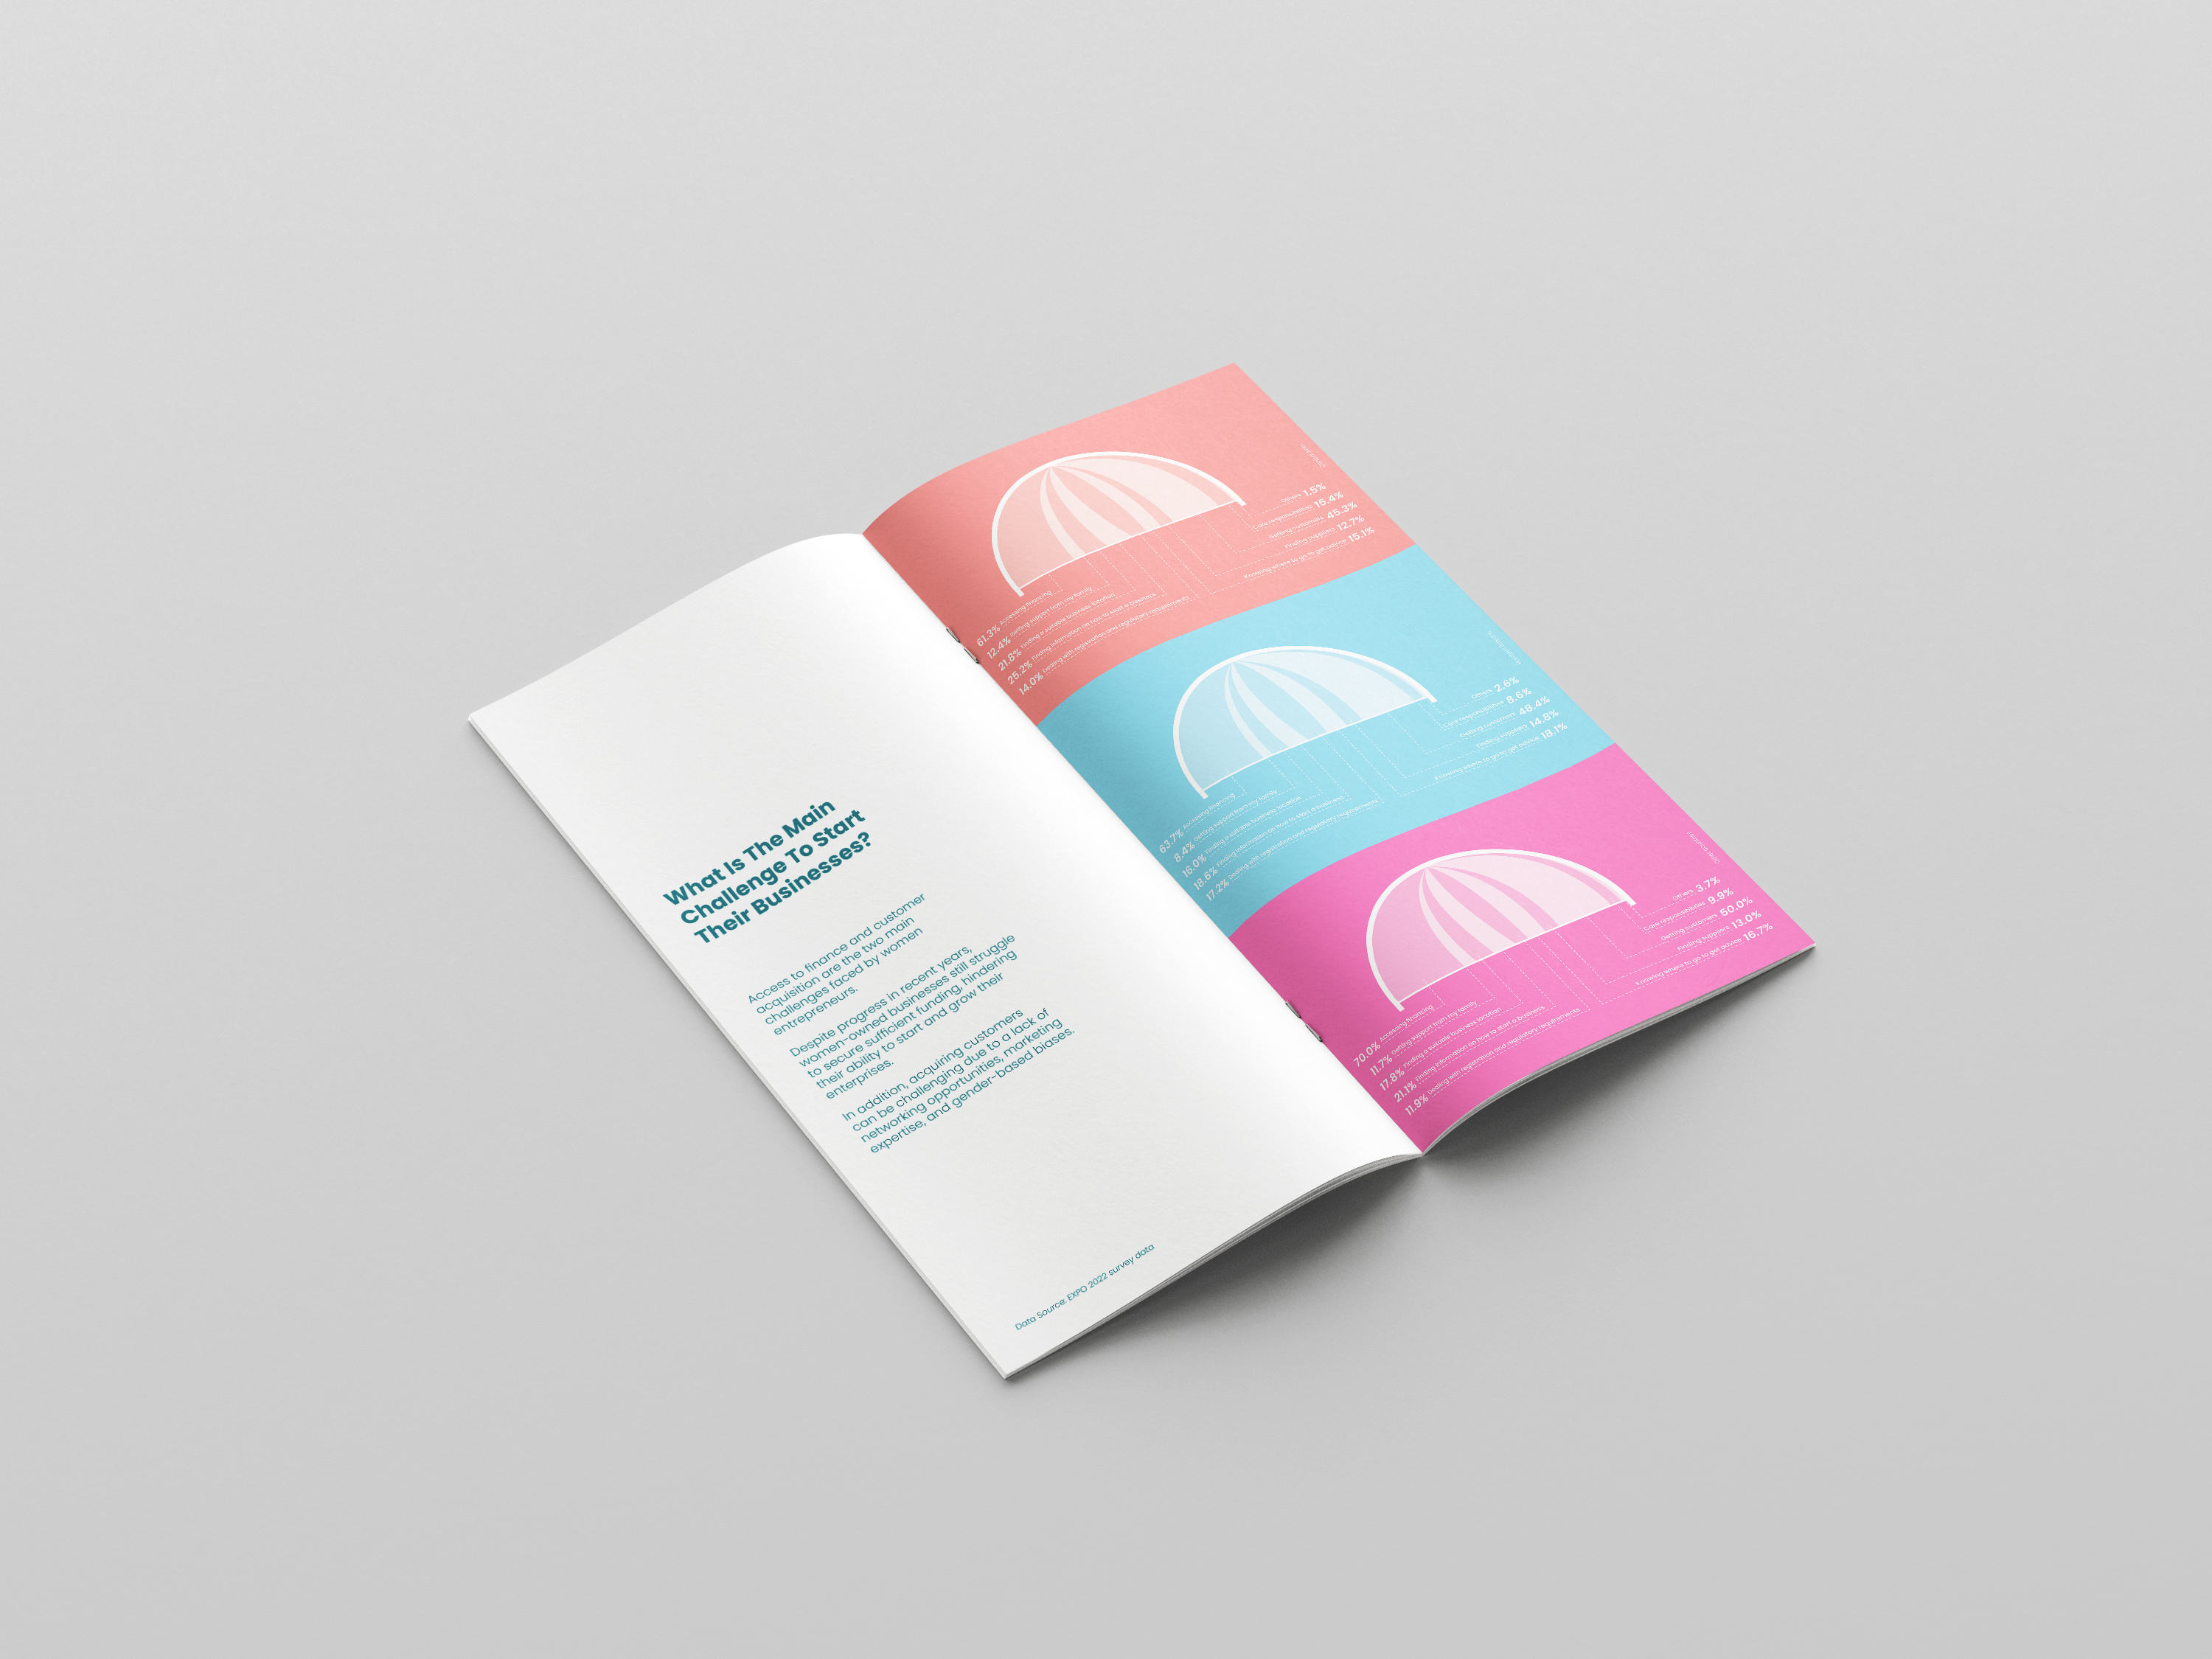 What Is The Main
Challenge To Start
Their Businesses?
Access to finance and customer
acquisition are the two main
challenges faced by women
entrepreneurs.
Despite progress in recent years,
women-owned businesses still struggle
to secure sufficient funding, hindering
their ability to start and grow their
enterprises.
In addition, acquiring customers
can be challenging due to a lack of
networking opportunities, marketing
expertise, and gender-based biases.
Data Source: EXPO 2022 survey data
61.3% Accessing financing
12.4% Getting support from my family
21.8% Finding a suitable business location
25.2% Finding information on how to start a business
14.0% Dealing with registration and regulatory requirements
Others 1.5%
Care responsibilities 15.4%
Getting customers 45.3%
Finding suppliers 12.7%
Knowing where to go to get advice 15.1%
63.7% Accessing financing
8.4% Getting support from my family
16.0% Finding a suitable business location
18.6% Finding information on how to start a business
17.2% Dealing with registration and regulatory requirements
Others 2.6%
Care responsibilities 8.6%
Getting customers 48.4%
Finding suppliers 14.8%
Knowing where to go to get advice 18.1%
70.0% Accessing financing
11.7% Getting support from my family
17.8% Finding a suitable business location
21.1% Finding information on how to start a business
11.9% Dealing with registration and regulatory requirements
Other countries
Others 3.7%
Care responsibilities 9.9%
Getting customers 50.0%
Finding suppliers 13.0%
Knowing where to go to get advice 16.7%